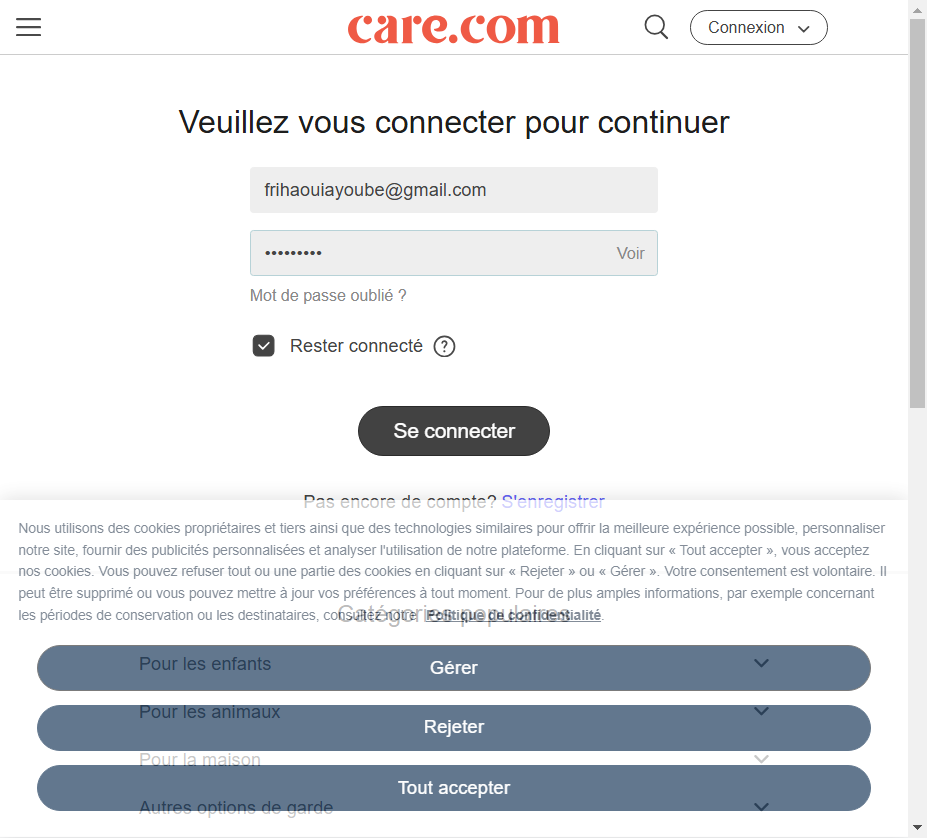 care.com
Connexion
Veuillez vous connecter pour continuer
frihaouiayoube@gmail.com
•••••••••
Voir
Mot de passe oublié ?
Rester connecté ?
Se connecter
Pas encore de compte? S'enregistrer
Nous utilisons des cookies propriétaires et tiers ainsi que des technologies similaires pour offrir la meilleure expérience possible, personnaliser
notre site, fournir des publicités personnalisées et analyser l'utilisation de notre plateforme. En cliquant sur « Tout accepter », vous acceptez
nos cookies. Vous pouvez refuser tout ou une partie des cookies en cliquant sur « Rejeter » ou « Gérer ». Votre consentement est volontaire. Il
peut être supprimé ou vous pouvez mettre à jour vos préférences à tout moment. Pour de plus amples informations, par exemple concernant
les périodes de conservation ou les destinataires, consultez notre Politique de confidentialité.
Catégories populaires
Pour les enfants
Gérer
Pour les animaux
Rejeter
Pour la maison
Tout accepter
Autres options de garde